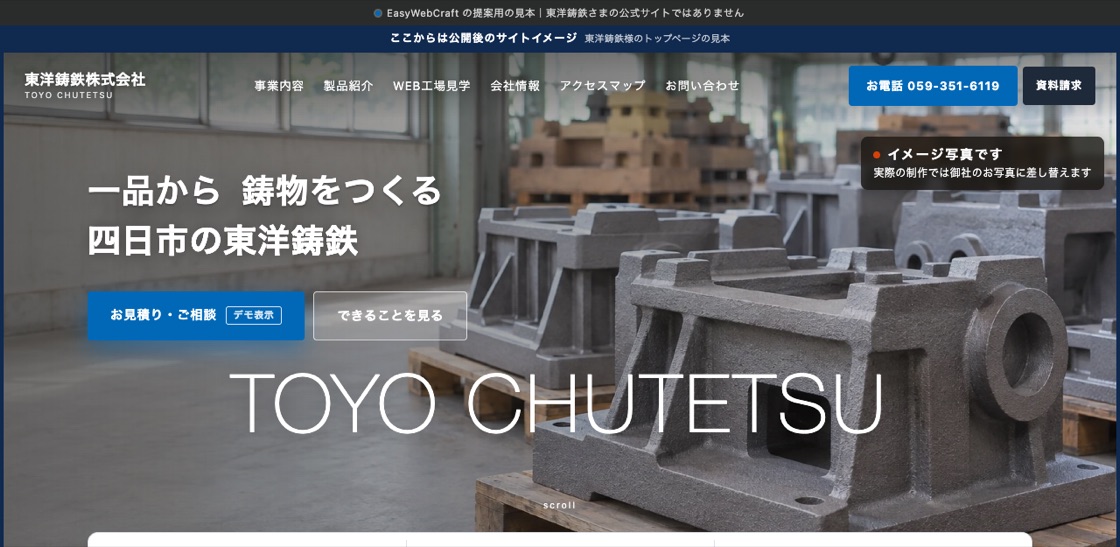 EasyWebCraft の提案用の見本｜東洋鋳鉄さまの公式サイトではありません
ここからは公開後のサイトイメージ 東洋鋳鉄様のトップページの見本
東洋鋳鉄株式会社
TOYO CHUTETSU
事業内容 製品紹介 WEB工場見学 会社情報 アクセスマップ お問い合わせ
お電話 059-351-6119
資料請求
イメージ写真です
実際の制作では御社のお写真に差し替えます
一品から 鋳物をつくる
四日市の東洋鋳鉄
お見積り・ご相談 デモ表示
できることを見る
TOYO CHUTETSU
scroll